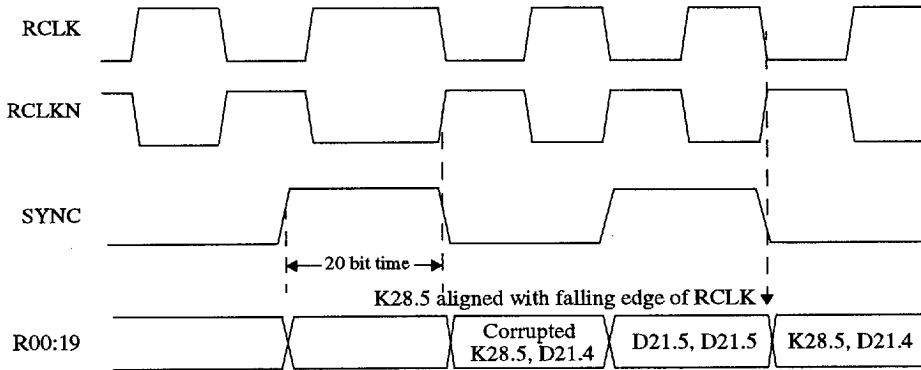 RCLK
RCLKN
SYNC
20 bit time
K28.5 aligned with falling edge of RCLK
R00:19
Corrupted
K28.5, D21.4
D21.5, D21.5
K28.5, D21.4